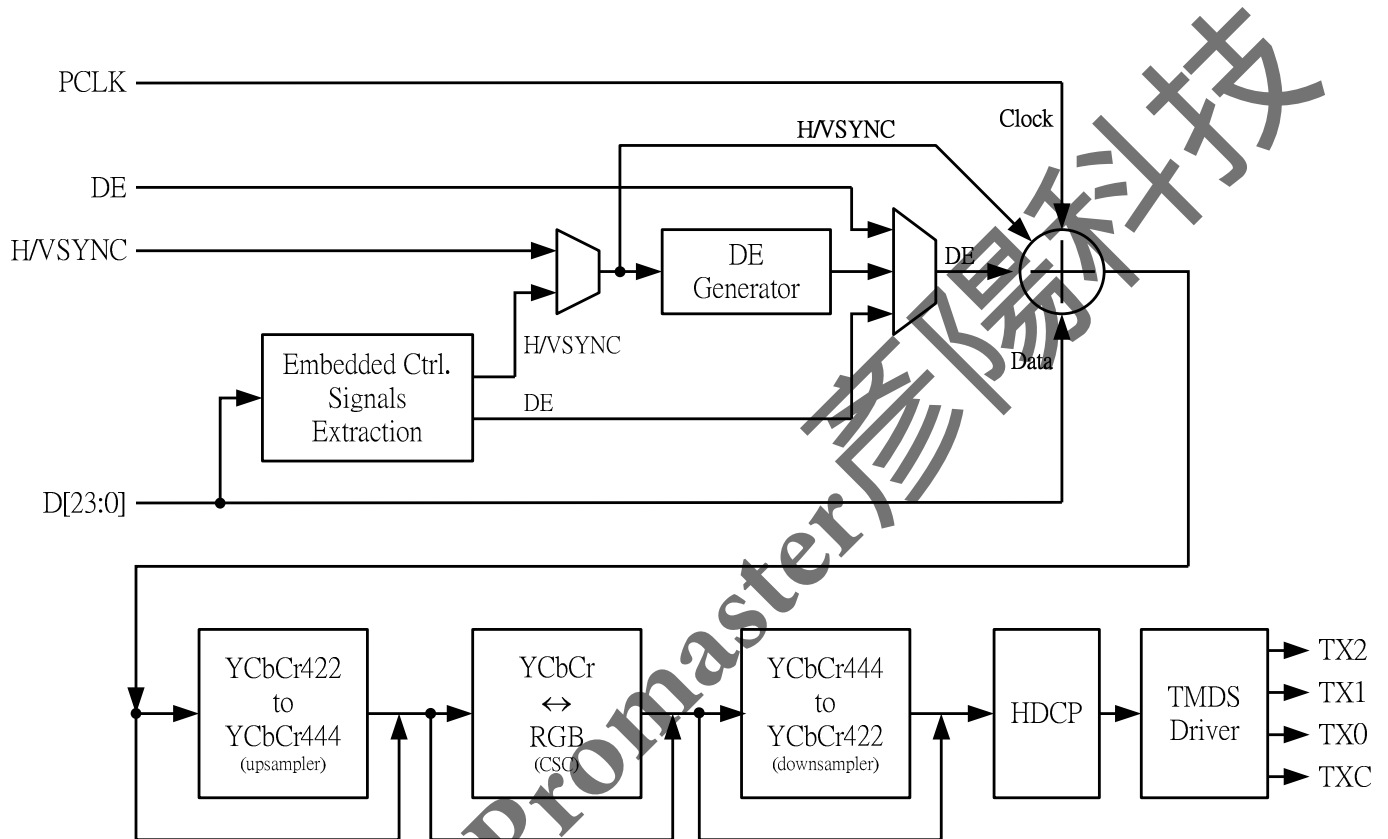 PCLK
Clock
H/VSYNC
DE
H/VSYNC
DE
Generator
DE
H/VSYNC
Embedded Ctrl.
Signals
Extraction
DE
Data
D[23:0]
YCbCr422
to
YCbCr444
(upsampler)
YCbCr
↔
RGB
(CSC)
YCbCr444
to
YCbCr422
(downsampler)
HDCP
TMDS
Driver
TX2
TX1
TX0
TXC
Promaster彥陽科技